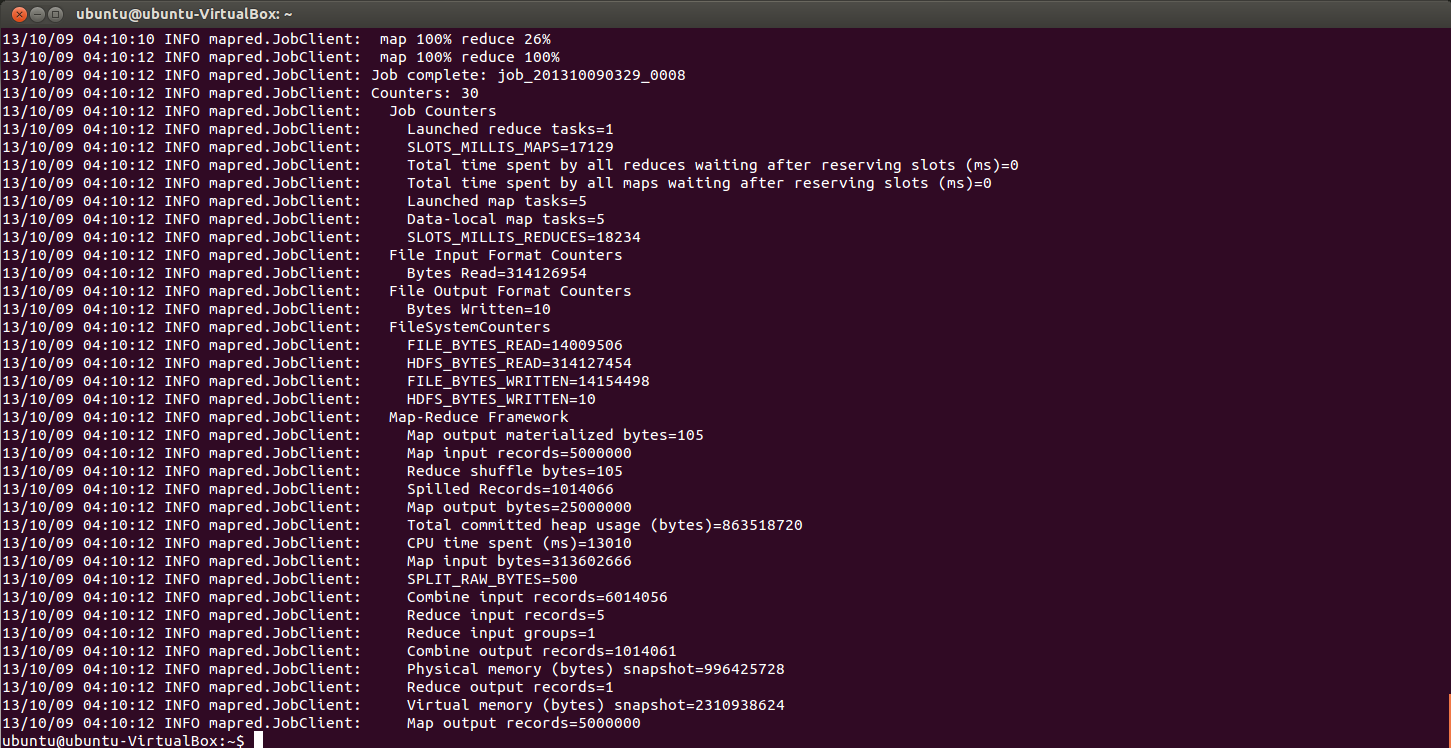 ubuntu@ubuntu-VirtualBox: ~
13/10/09 04:10:10 INFO mapred.JobClient:  map 100% reduce 26%
13/10/09 04:10:12 INFO mapred.JobClient:  map 100% reduce 100%
13/10/09 04:10:12 INFO mapred.JobClient: Job complete: job_201310090329_0008
13/10/09 04:10:12 INFO mapred.JobClient: Counters: 30
13/10/09 04:10:12 INFO mapred.JobClient:   Job Counters
13/10/09 04:10:12 INFO mapred.JobClient:     Launched reduce tasks=1
13/10/09 04:10:12 INFO mapred.JobClient:     SLOTS_MILLIS_MAPS=17129
13/10/09 04:10:12 INFO mapred.JobClient:     Total time spent by all reduces waiting after reserving slots (ms)=0
13/10/09 04:10:12 INFO mapred.JobClient:     Total time spent by all maps waiting after reserving slots (ms)=0
13/10/09 04:10:12 INFO mapred.JobClient:     Launched map tasks=5
13/10/09 04:10:12 INFO mapred.JobClient:     Data-local map tasks=5
13/10/09 04:10:12 INFO mapred.JobClient:     SLOTS_MILLIS_REDUCES=18234
13/10/09 04:10:12 INFO mapred.JobClient:   File Input Format Counters
13/10/09 04:10:12 INFO mapred.JobClient:     Bytes Read=314126954
13/10/09 04:10:12 INFO mapred.JobClient:   File Output Format Counters
13/10/09 04:10:12 INFO mapred.JobClient:     Bytes Written=10
13/10/09 04:10:12 INFO mapred.JobClient:   FileSystemCounters
13/10/09 04:10:12 INFO mapred.JobClient:     FILE_BYTES_READ=14009506
13/10/09 04:10:12 INFO mapred.JobClient:     HDFS_BYTES_READ=314127454
13/10/09 04:10:12 INFO mapred.JobClient:     FILE_BYTES_WRITTEN=14154498
13/10/09 04:10:12 INFO mapred.JobClient:     HDFS_BYTES_WRITTEN=10
13/10/09 04:10:12 INFO mapred.JobClient:   Map-Reduce Framework
13/10/09 04:10:12 INFO mapred.JobClient:     Map output materialized bytes=105
13/10/09 04:10:12 INFO mapred.JobClient:     Map input records=5000000
13/10/09 04:10:12 INFO mapred.JobClient:     Reduce shuffle bytes=105
13/10/09 04:10:12 INFO mapred.JobClient:     Spilled Records=1014066
13/10/09 04:10:12 INFO mapred.JobClient:     Map output bytes=25000000
13/10/09 04:10:12 INFO mapred.JobClient:     Total committed heap usage (bytes)=863518720
13/10/09 04:10:12 INFO mapred.JobClient:     CPU time spent (ms)=13010
13/10/09 04:10:12 INFO mapred.JobClient:     Map input bytes=313602666
13/10/09 04:10:12 INFO mapred.JobClient:     SPLIT_RAW_BYTES=500
13/10/09 04:10:12 INFO mapred.JobClient:     Combine input records=6014056
13/10/09 04:10:12 INFO mapred.JobClient:     Reduce input records=5
13/10/09 04:10:12 INFO mapred.JobClient:     Reduce input groups=1
13/10/09 04:10:12 INFO mapred.JobClient:     Combine output records=1014061
13/10/09 04:10:12 INFO mapred.JobClient:     Physical memory (bytes) snapshot=996425728
13/10/09 04:10:12 INFO mapred.JobClient:     Reduce output records=1
13/10/09 04:10:12 INFO mapred.JobClient:     Virtual memory (bytes) snapshot=2310938624
13/10/09 04:10:12 INFO mapred.JobClient:     Map output records=5000000
ubuntu@ubuntu-VirtualBox:~$